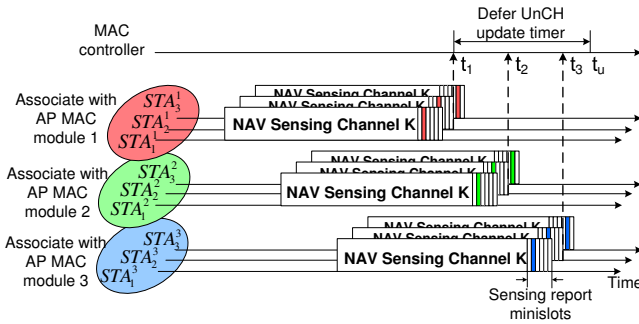 Defer UnCH
update timer
MAC
controller
t1 t2 t3 tu
Associate with
AP MAC
module 1
STA^1_3
STA^1_2
STA^1_1
NAV Sensing Channel K
NAV Sensing Channel K
NAV Sensing Channel K
Associate with
AP MAC
module 2
STA^2_3
STA^2_2
STA^2_1
NAV Sensing Channel K
NAV Sensing Channel K
NAV Sensing Channel K
Associate with
AP MAC
module 3
STA^3_3
STA^3_2
STA^3_1
NAV Sensing Channel K
NAV Sensing Channel K
NAV Sensing Channel K
Time
Sensing report
minislots